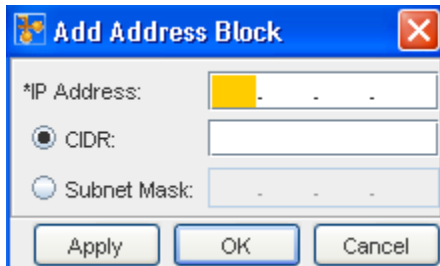 Add Address Block
*IP Address: . . .
CIDR:
Subnet Mask: . . .
Apply OK Cancel